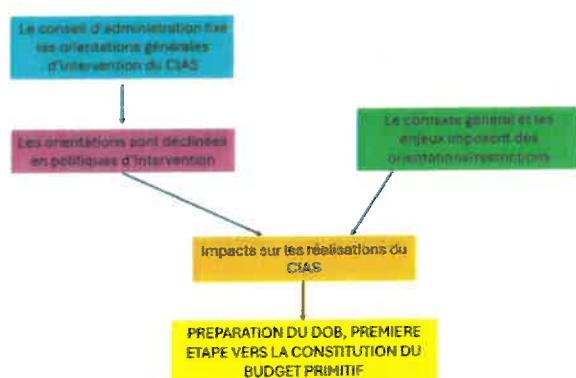 Le conseil d'administration fixe
les orientations générales
d'intervention du CIAS
Les orientations sont déclinées
en politiques d'intervention
Le contexte général et les
enjeux imposent des
orientations/restrictions
Impacts sur les réalisations du
CIAS
PREPARATION DU DOB, PREMIERE
ETAPE VERS LA CONSTITUTION DU
BUDGET PRIMITIF